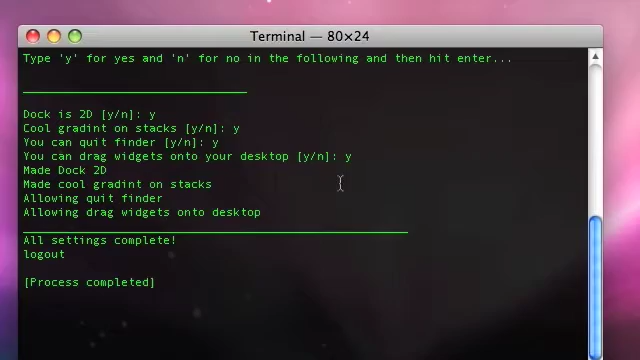 Terminal — 80×24
Type 'y' for yes and 'n' for no in the following and then hit enter...
Dock is 2D [y/n]: y
Cool gradint on stacks [y/n]: y
You can quit finder [y/n]: y
You can drag widgets onto your desktop [y/n]: y
Made Dock 2D
Made cool gradint on stacks
Allowing quit finder
Allowing drag widgets onto desktop
All settings complete!
logout
[Process completed]